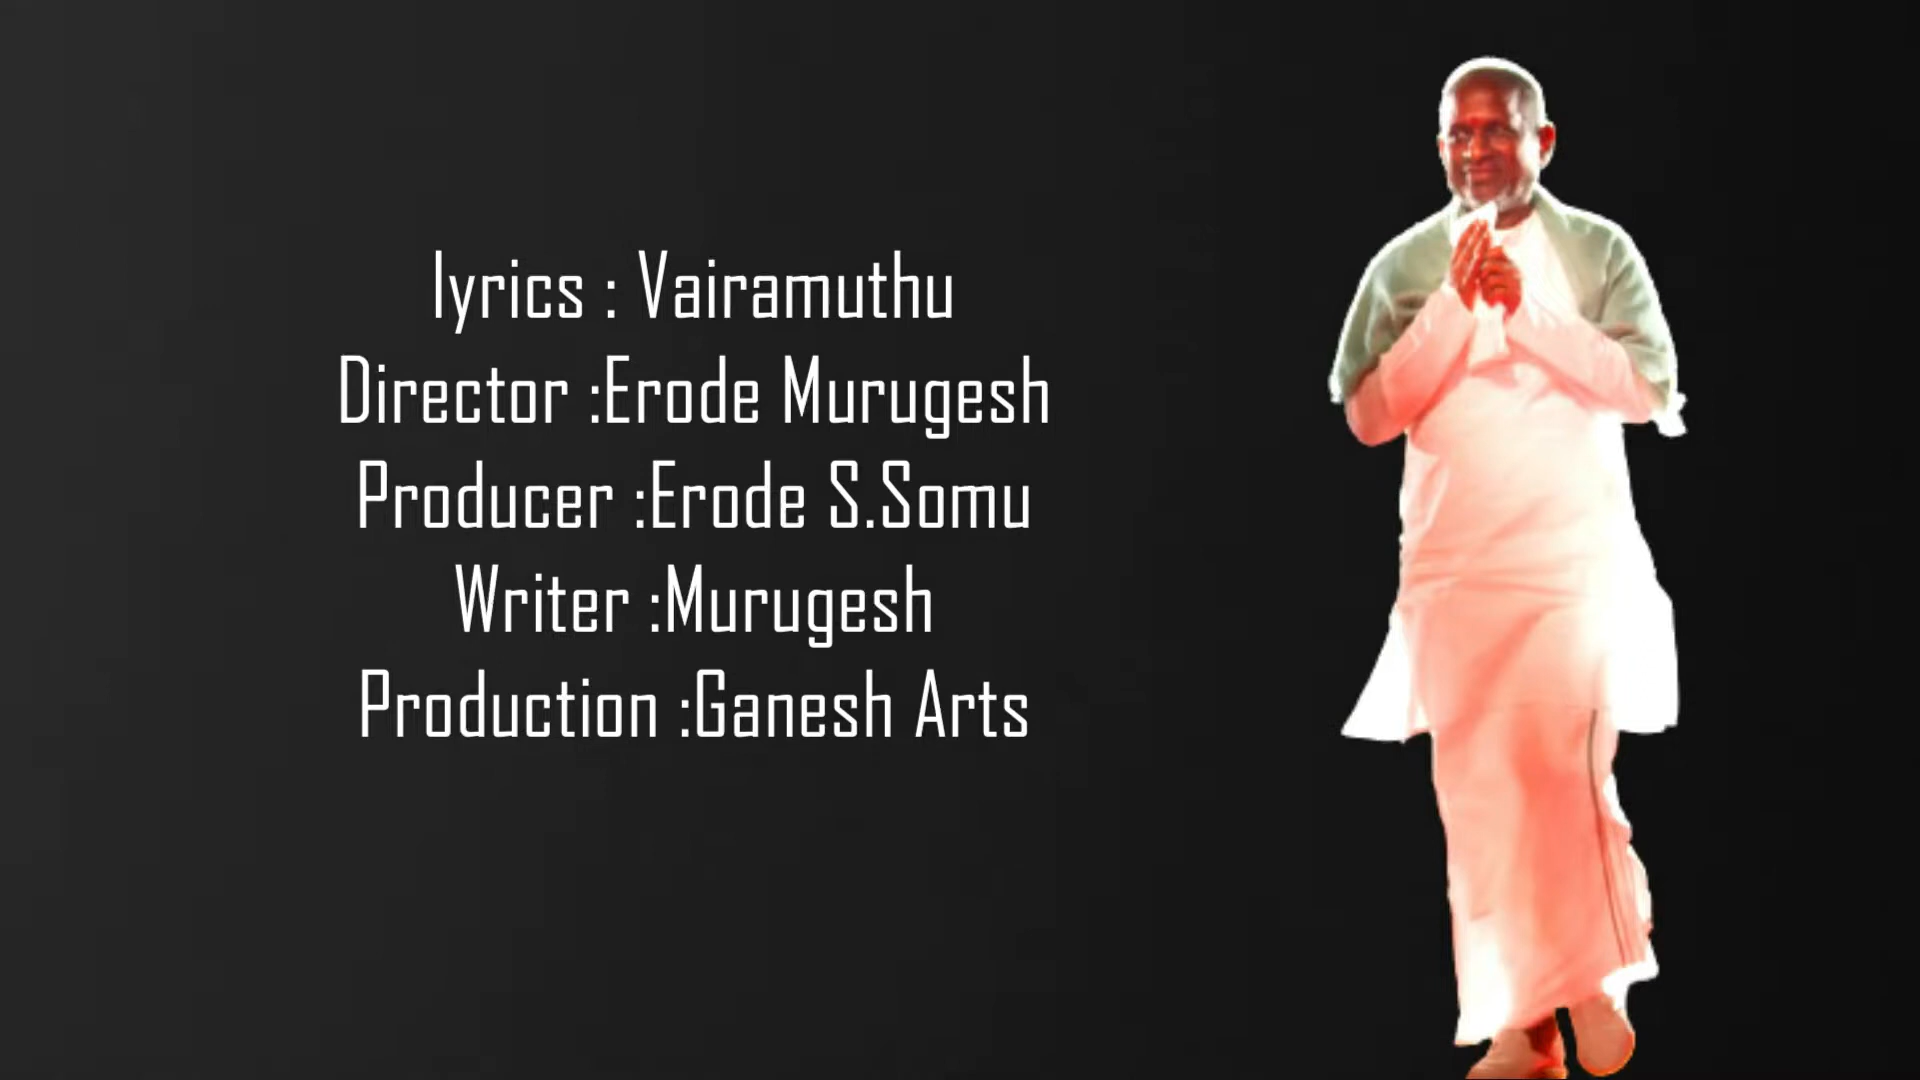 lyrics : Vairamuthu
Director :Erode Murugesh
Producer :Erode S.Somu
Writer :Murugesh
Production :Ganesh Arts